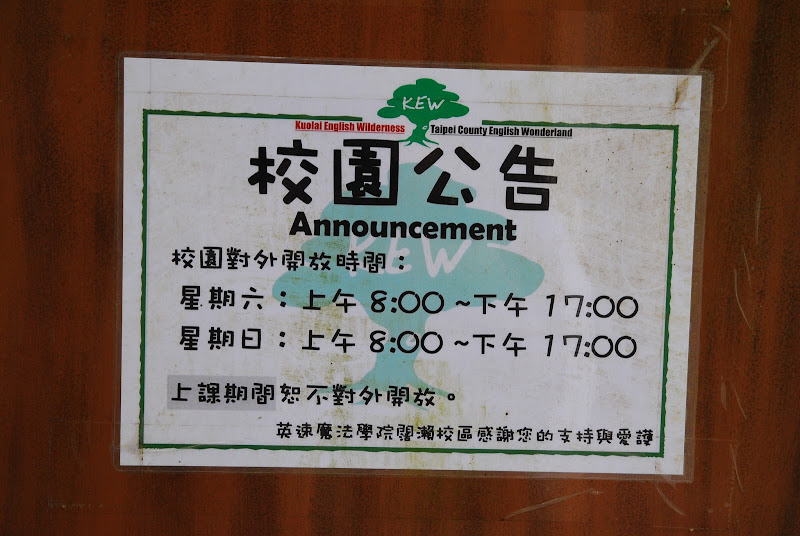 KEW
Kuolai English Wilderness Taipei County English Wonderland
校園公告
Announcement
KEW
校園對外開放時間：
星期六：上午 8:00 ~下午 17:00
星期日：上午 8:00 ~下午 17:00
上課期間恕不對外開放。
英速魔法學院闊瀨校區感謝您的支持與愛護